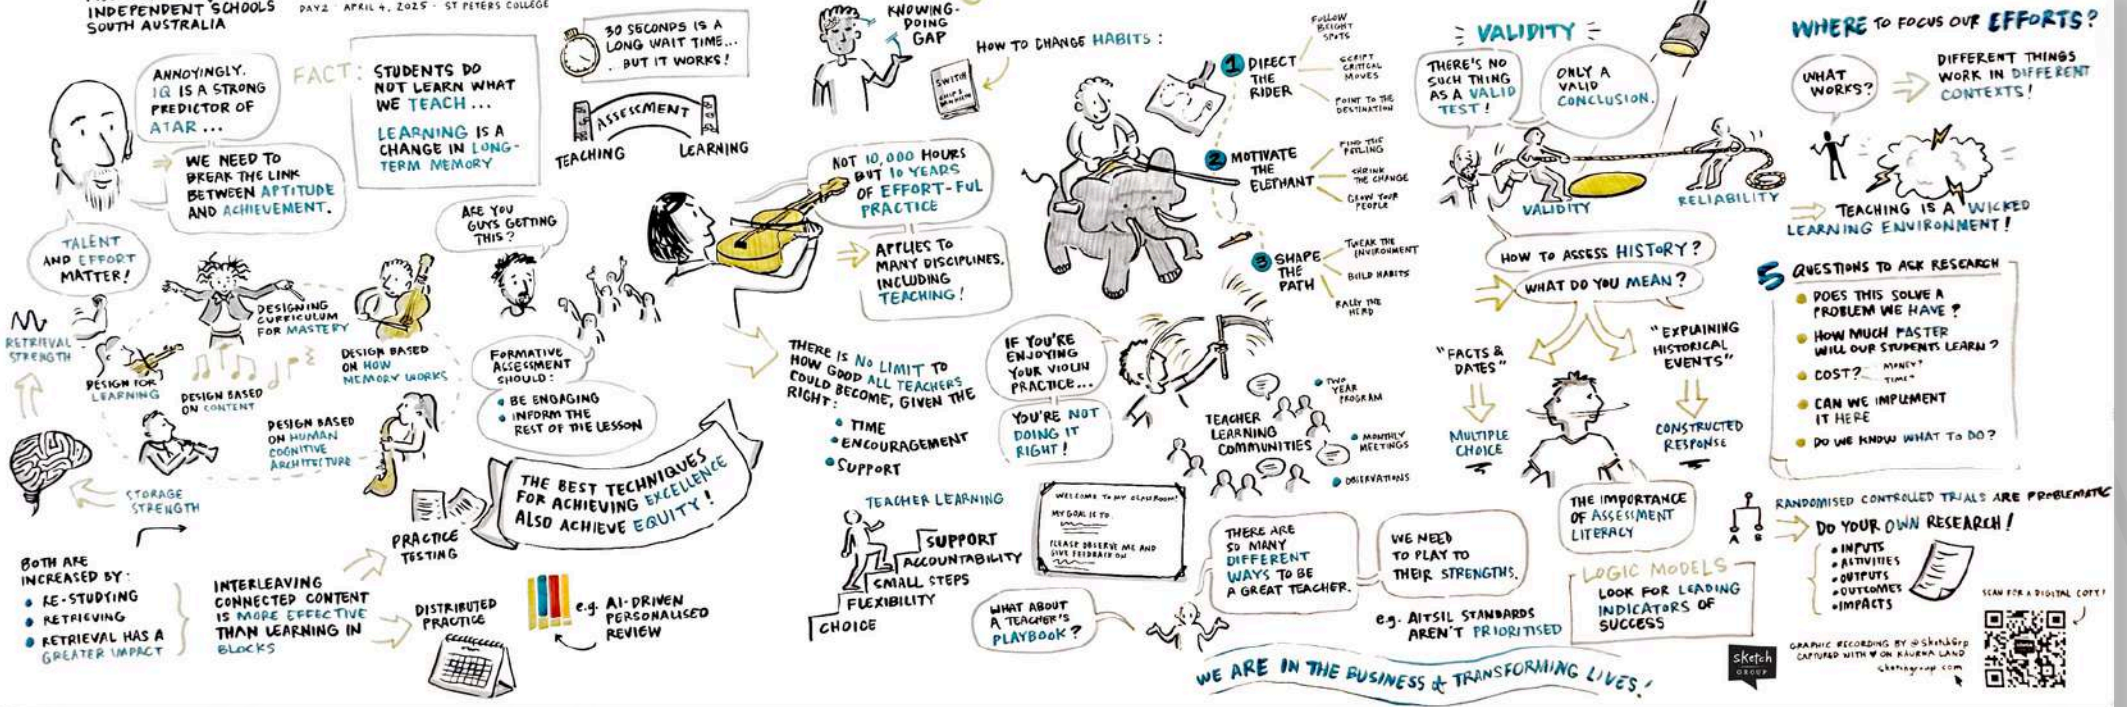 INDEPENDENT SCHOOLS
SOUTH AUSTRALIA
DAY 2 - APRIL 4, 2025 - ST PETERS COLLEGE
ANNOYINGLY.
IQ IS A STRONG
PREDICTOR OF
ATAR...
WE NEED TO
BREAK THE LINK
BETWEEN APTITUDE
AND ACHIEVEMENT.
TALENT
AND EFFORT
MATTER!
FACT:
STUDENTS DO
NOT LEARN WHAT
WE TEACH...
LEARNING IS A
CHANGE IN LONG-
TERM MEMORY
30 SECONDS IS A
LONG WAIT TIME...
...BUT IT WORKS!
ASSESSMENT
TEACHING
LEARNING
ARE YOU
GUYS GETTING
THIS?
RETRIEVAL
STRENGTH
DESIGNING
CURRICULUM
FOR MASTERY
DESIGN FOR
LEARNING
DESIGN BASED
ON CONTENT
DESIGN BASED
ON HOW
MEMORY WORKS
DESIGN BASED
ON HUMAN
COGNITIVE
ARCHITECTURE
STORAGE
STRENGTH
FORMATIVE
ASSESSMENT
SHOULD:
BE ENGAGING
INFORM THE
REST OF THE LESSON
THE BEST TECHNIQUES
FOR ACHIEVING EXCELLENCE
ALSO ACHIEVE EQUITY!
BOTH ARE
INCREASED BY:
RE-STUDYING
RETRIEVING
RETRIEVAL HAS A
GREATER IMPACT
INTERLEAVING
CONNECTED CONTENT
IS MORE EFFECTIVE
THAN LEARNING IN
BLOCKS
PRACTICE
TESTING
DISTRIBUTED
PRACTICE
e.g. AI-DRIVEN
PERSONALISED
REVIEW
KNOWING-
DOING
GAP
HOW TO CHANGE HABITS:
SWITCH
NOT 10,000 HOURS
BUT 10 YEARS
OF EFFORT-FUL
PRACTICE
APPLIES TO
MANY DISCIPLINES,
INCLUDING
TEACHING!
THERE IS NO LIMIT TO
HOW GOOD ALL TEACHERS
COULD BECOME, GIVEN THE
RIGHT:
TIME
ENCOURAGEMENT
SUPPORT
1 DIRECT
THE
RIDER
FOLLOW
BRIGHT
SPOTS
SCRIPT
CRITICAL
MOVES
POINT TO THE
DESTINATION
2 MOTIVATE
THE
ELEPHANT
FIND THE
FEELING
SHRINK
THE CHANGE
GROW YOUR
PEOPLE
3 SHAPE
THE
PATH
TWEAK THE
ENVIRONMENT
BUILD HABITS
RALLY THE
HERD
IF YOU'RE
ENJOYING
YOUR VIOLIN
PRACTICE...
YOU'RE NOT
DOING IT
RIGHT!
TEACHER
LEARNING
COMMUNITIES
TWO
YEAR
PROGRAM
MONTHLY
MEETINGS
OBSERVATIONS
TEACHER LEARNING
SUPPORT
ACCOUNTABILITY
SMALL STEPS
FLEXIBILITY
CHOICE
WELCOME TO MY CLASSROOM!
MY GOAL IS TO
PLEASE OBSERVE ME AND
GIVE FEEDBACK ON
WHAT ABOUT
A TEACHER'S
PLAYBOOK?
THERE ARE
SO MANY
DIFFERENT
WAYS TO BE
A GREAT TEACHER.
WE NEED
TO PLAY TO
THEIR STRENGTHS.
e.g. AITSIL STANDARDS
AREN'T PRIORITISED
WE ARE IN THE BUSINESS of TRANSFORMING LIVES!
VALIDITY
THERE'S NO
SUCH THING
AS A VALID
TEST!
ONLY A
VALID
CONCLUSION.
VALIDITY
RELIABILITY
HOW TO ASSESS HISTORY?
WHAT DO YOU MEAN?
"FACTS &
DATES"
MULTIPLE
CHOICE
"EXPLAINING
HISTORICAL
EVENTS"
CONSTRUCTED
RESPONSE
THE IMPORTANCE
OF ASSESSMENT
LITERACY
LOGIC MODELS
LOOK FOR LEADING
INDICATORS OF
SUCCESS
WHERE TO FOCUS OUR EFFORTS?
WHAT
WORKS?
DIFFERENT THINGS
WORK IN DIFFERENT
CONTEXTS!
TEACHING IS A WICKED
LEARNING ENVIRONMENT!
5 QUESTIONS TO ASK RESEARCH
DOES THIS SOLVE A
PROBLEM WE HAVE?
HOW MUCH FASTER
WILL OUR STUDENTS LEARN?
COST? MONEY?
TIME?
CAN WE IMPLEMENT
IT HERE
DO WE KNOW WHAT TO DO?
A B
RANDOMISED CONTROLLED TRIALS ARE PROBLEMATIC
DO YOUR OWN RESEARCH!
INPUTS
ACTIVITIES
OUTPUTS
OUTCOMES
IMPACTS
SCAN FOR A DIGITAL COPY!
GRAPHIC RECORDING BY @SketchGrp
CAPTURED WITH ♥ ON KAURNA LAND
sketchgroup.com
sketch
GROUP